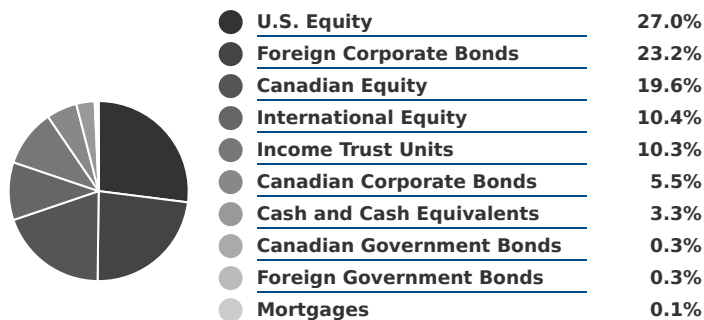 U.S. Equity 27.0%
Foreign Corporate Bonds 23.2%
Canadian Equity 19.6%
International Equity 10.4%
Income Trust Units 10.3%
Canadian Corporate Bonds 5.5%
Cash and Cash Equivalents 3.3%
Canadian Government Bonds 0.3%
Foreign Government Bonds 0.3%
Mortgages 0.1%